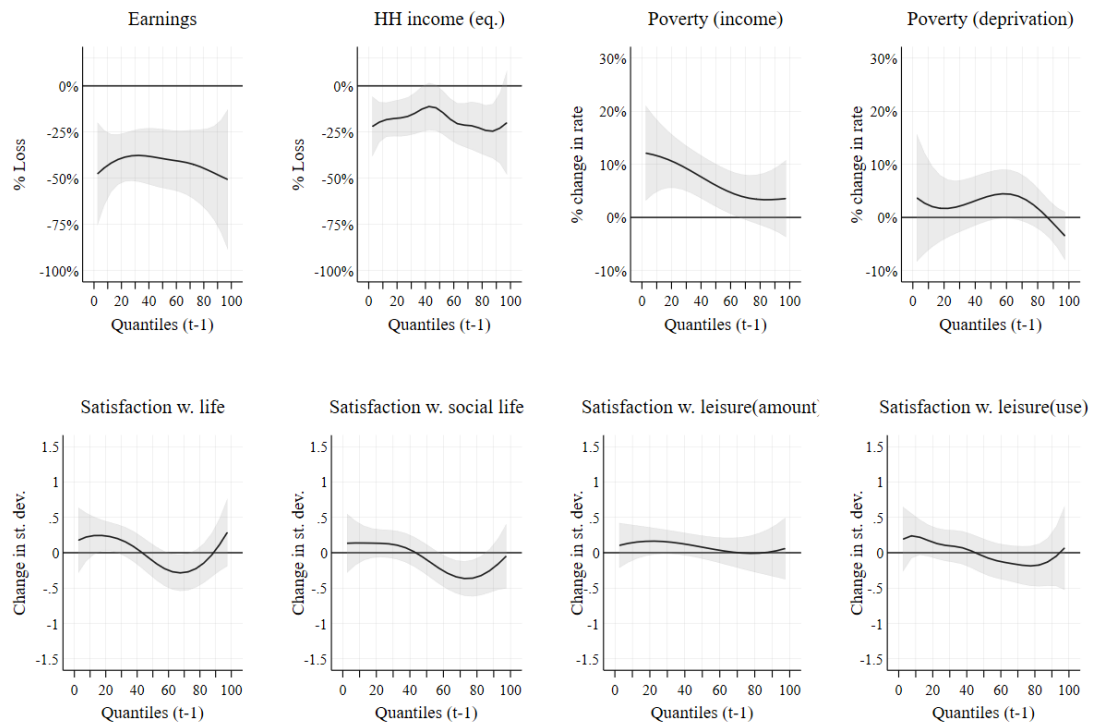 Earnings
0%
-25%
-50%
-75%
-100%
% Loss
0 20 40 60 80 100
Quantiles (t-1)
HH income (eq.)
0%
-25%
-50%
-75%
-100%
% Loss
0 20 40 60 80 100
Quantiles (t-1)
Poverty (income)
30%
20%
10%
0%
-10%
% change in rate
0 20 40 60 80 100
Quantiles (t-1)
Poverty (deprivation)
30%
20%
10%
0%
-10%
% change in rate
0 20 40 60 80 100
Quantiles (t-1)
Satisfaction w. life
1.5
1
.5
0
-.5
-1
-1.5
Change in st. dev.
0 20 40 60 80 100
Quantiles (t-1)
Satisfaction w. social life
1.5
1
.5
0
-.5
-1
-1.5
Change in st. dev.
0 20 40 60 80 100
Quantiles (t-1)
Satisfaction w. leisure(amount)
1.5
1
.5
0
-.5
-1
-1.5
Change in st. dev.
0 20 40 60 80 100
Quantiles (t-1)
Satisfaction w. leisure(use)
1.5
1
.5
0
-.5
-1
-1.5
Change in st. dev.
0 20 40 60 80 100
Quantiles (t-1)